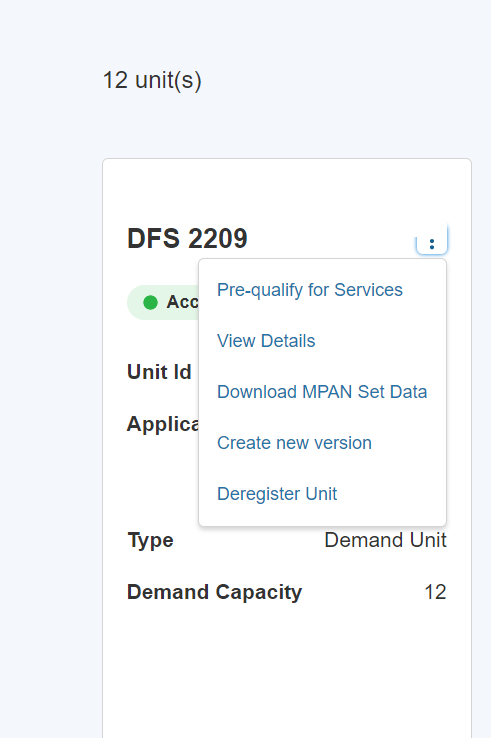 12 unit(s)
DFS 2209
Acc
Pre-qualify for Services
View Details
Download MPAN Set Data
Create new version
Deregister Unit
Unit Id
Applica
Type Demand Unit
Demand Capacity 12